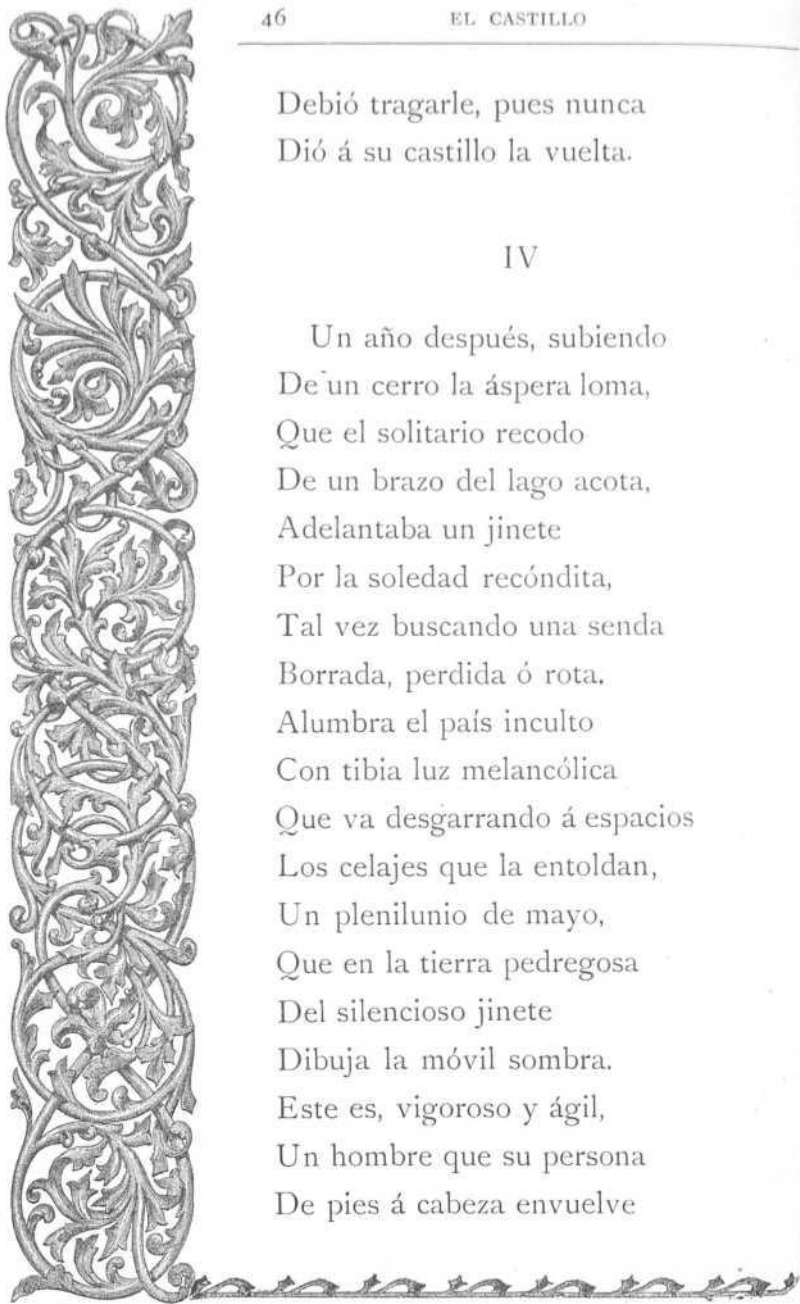 46 EL CASTILLO
Debió tragarle, pues nunca
Dió á su castillo la vuelta.
IV
Un año después, subiendo
De un cerro la áspera loma,
Que el solitario recodo
De un brazo del lago acota,
Adelantaba un jinete
Por la soledad recóndita,
Tal vez buscando una senda
Borrada, perdida ó rota.
Alumbra el país inculto
Con tibia luz melancólica
Que va desgarrando á espacios
Los celajes que la entoldan,
Un plenilunio de mayo,
Que en la tierra pedregosa
Del silencioso jinete
Dibuja la móvil sombra.
Este es, vigoroso y ágil,
Un hombre que su persona
De pies á cabeza envuelve